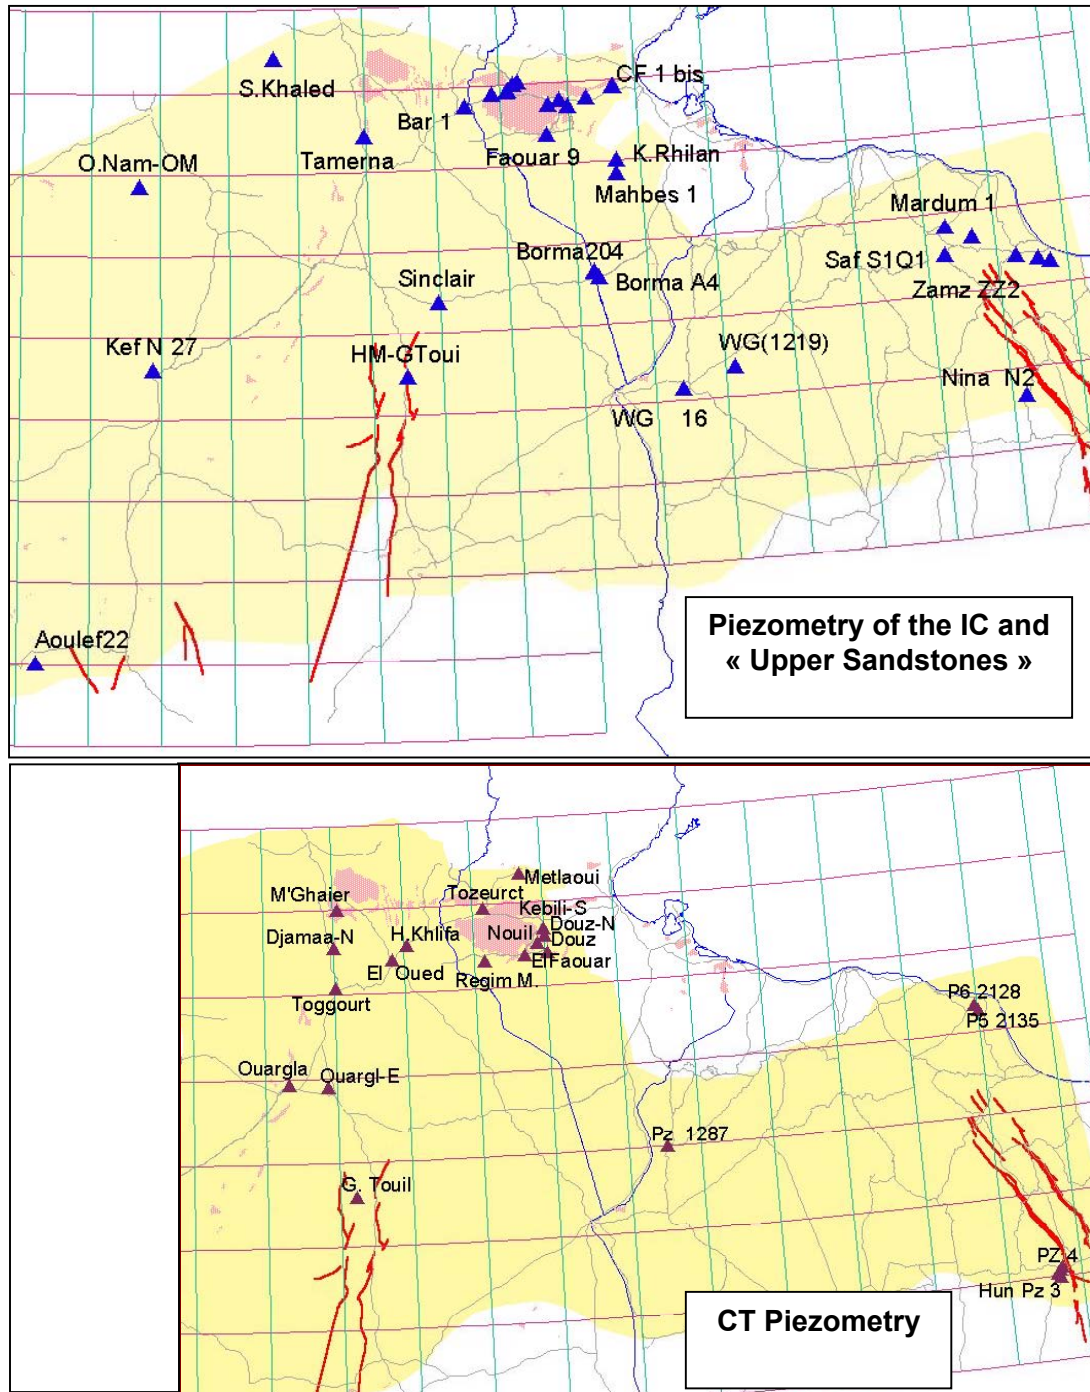 S.Khaled
CF 1 bis
Bar 1
Tamerna
Faouar 9
K.Rhilan
O.Nam-OM
Mahbes 1
Mardum 1
Borma204
Saf S1Q1
Sinclair
Borma A4
Zamz ZZ2
Kef N 27
HM-GToui
WG(1219)
Nina N2
WG 16
Aoulef22
Piezometry of the IC and
« Upper Sandstones »
Metlaoui
M'Ghaier
Tozeurct
Kebili-S
Djamaa-N
H.Khlifa
Nouil
Douz-N
Douz
El Oued
Regim M.
ElFaouar
Toggourt
P6 2128
P5 2135
Ouargla
Ouargl-E
Pz 1287
G. Touil
PZ 4
Hun Pz 3
CT Piezometry